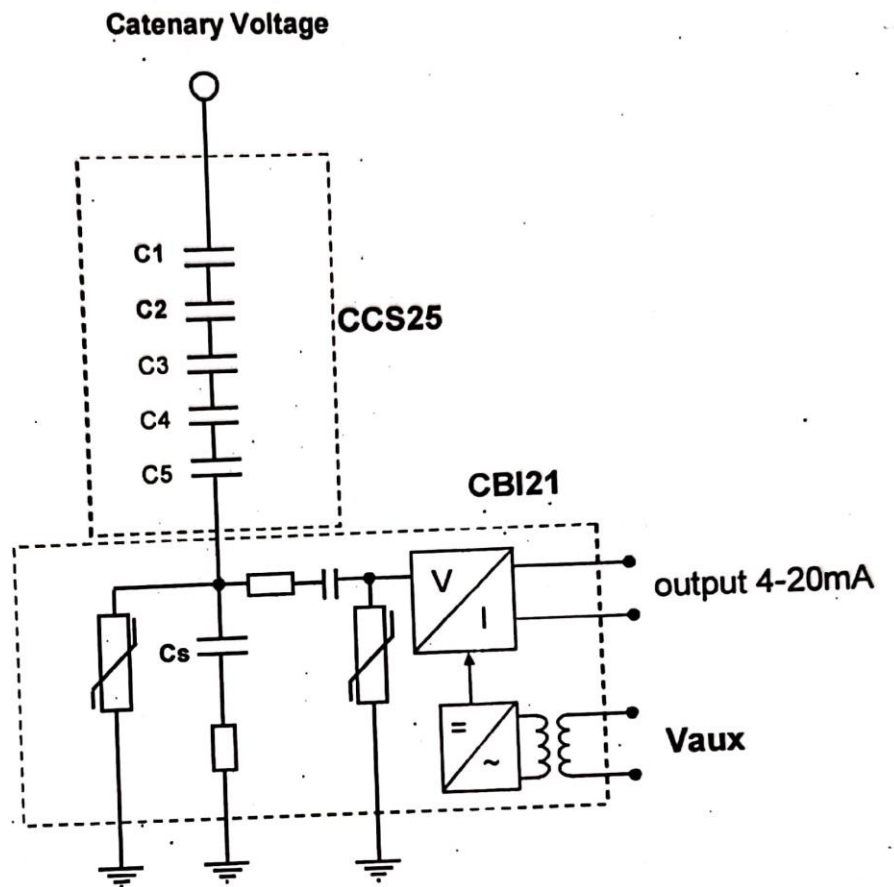 Catenary Voltage
C1
C2
CCS25
C3
C4
C5
CBI21
V
I
output 4-20mA
Cs
=
~
Vaux